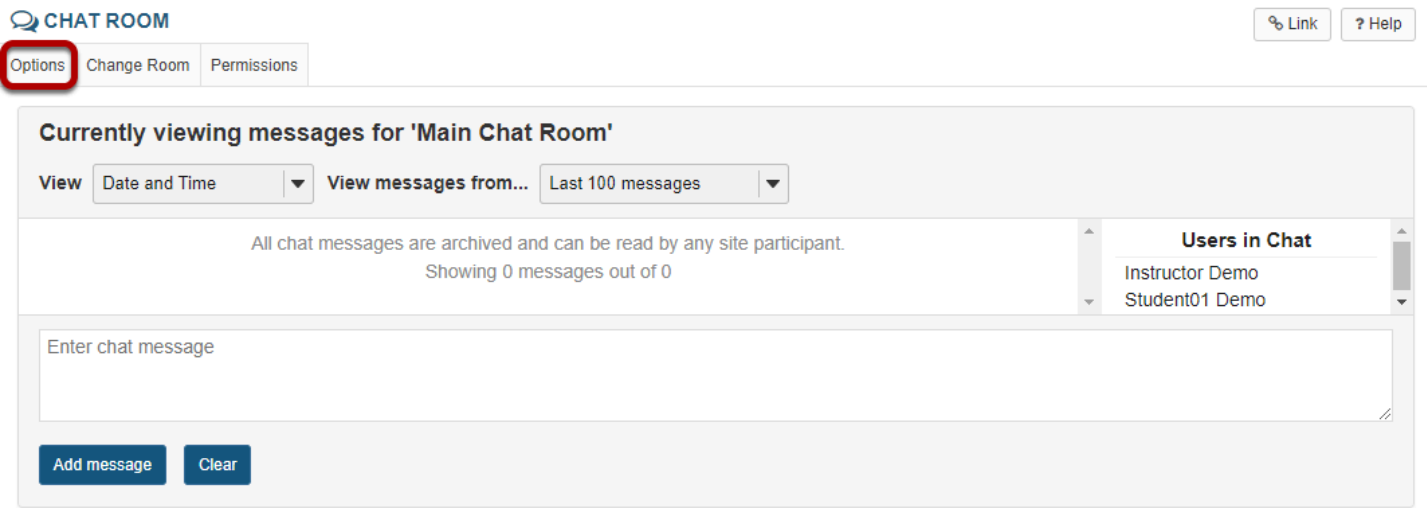 CHAT ROOM
Link
? Help
Options
Change Room
Permissions
Currently viewing messages for 'Main Chat Room'
View
Date and Time
View messages from...
Last 100 messages
All chat messages are archived and can be read by any site participant.
Showing 0 messages out of 0
Users in Chat
Instructor Demo
Student01 Demo
Enter chat message
Add message
Clear